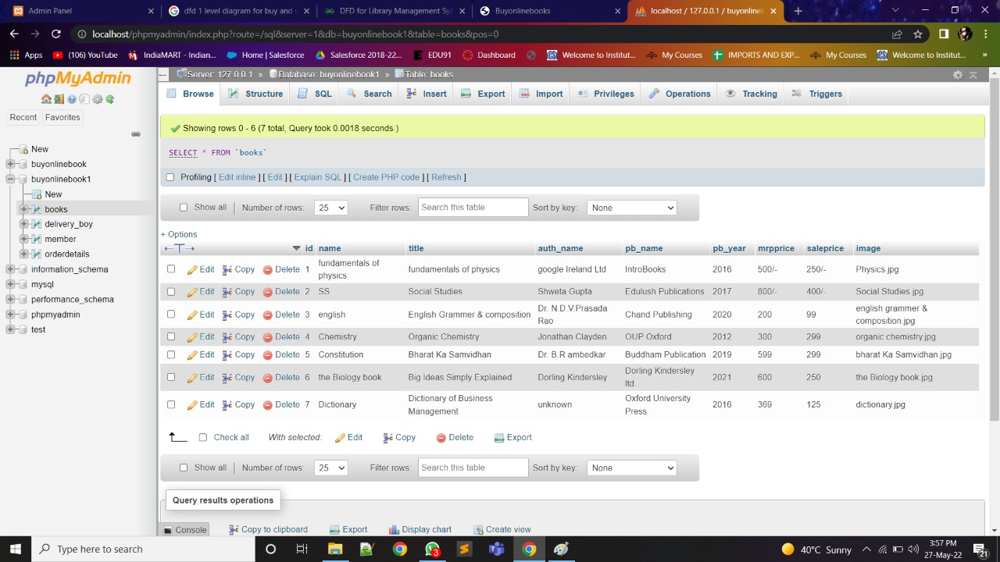 Admin Panel
dfd 1 level diagram for buy and u
DFD for Library Management Sy
Buyonlinebooks
localhost / 127.0.0.1 / buyonlineb
localhost/phpmyadmin/index.php?route=/sql&server=1&db=buyonlinebook1&table=books&pos=0
Apps
(106) YouTube
IndiaMART - Indian...
Home | Salesforce
Salesforce 2018-22...
EDU91
Dashboard
Welcome to Institut...
My Courses
IMPORTS AND EXP...
My Courses
Welcome to Institut...
»
phpMyAdmin
Recent
Favorites
New
buyonlinebook
buyonlinebook1
New
books
delivery_boy
member
orderdetails
information_schema
mysql
performance_schema
phpmyadmin
test
Server: 127.0.0.1 » Database: buyonlinebook1 » Table: books
Browse Structure SQL Search Insert Export Import Privileges Operations Tracking Triggers
Showing rows 0 - 6 (7 total, Query took 0.0018 seconds.)
SELECT * FROM `books`
Profiling [ Edit inline ] [ Edit ] [ Explain SQL ] [ Create PHP code ] [ Refresh ]
Show all | Number of rows: 25 Filter rows: Search this table Sort by key: None
+ Options
id name title auth_name pb_name pb_year mrpprice saleprice image
Edit Copy Delete 1 fundamentals of physics fundamentals of physics google Ireland Ltd IntroBooks 2016 500/- 250/- Physics.jpg
Edit Copy Delete 2 SS Social Studies Shweta Gupta Edulush Publications 2017 800/- 400/- Social Studies.jpg
Edit Copy Delete 3 english English Grammer & composition Dr. N.D.V.Prasada Rao Chand Publishing 2020 200 99 english grammer & composition.jpg
Edit Copy Delete 4 Chemistry Organic Chemistry Jonathan Clayden OUP Oxford 2012 300 299 organic chemistry.jpg
Edit Copy Delete 5 Constitution Bharat Ka Samvidhan Dr. B.R ambedkar Buddham Publication 2019 599 299 bharat Ka Samvidhan.jpg
Edit Copy Delete 6 the Biology book Big Ideas Simply Explained Dorling Kindersley Dorling Kindersley ltd. 2021 600 250 the Biology book.jpg
Edit Copy Delete 7 Dictionary Dictionary of Business Management unknown Oxford University Press 2016 369 125 dictionary.jpg
Check all With selected: Edit Copy Delete Export
Show all | Number of rows: 25 Filter rows: Search this table Sort by key: None
Query results operations
Console
Copy to clipboard Export Display chart Create view
Type here to search
3
40°C Sunny
3:57 PM
27-May-22
21